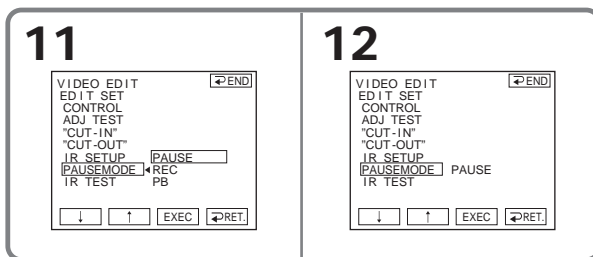 11
VIDEO EDIT ⮌END
EDIT SET
CONTROL
ADJ TEST
"CUT-IN"
"CUT-OUT"
IR SETUP PAUSE
PAUSEMODE ◀REC
IR TEST PB
↓ ↑ EXEC ⮌RET.
12
VIDEO EDIT ⮌END
EDIT SET
CONTROL
ADJ TEST
"CUT-IN"
"CUT-OUT"
IR SETUP
PAUSEMODE PAUSE
IR TEST
↓ ↑ EXEC ⮌RET.